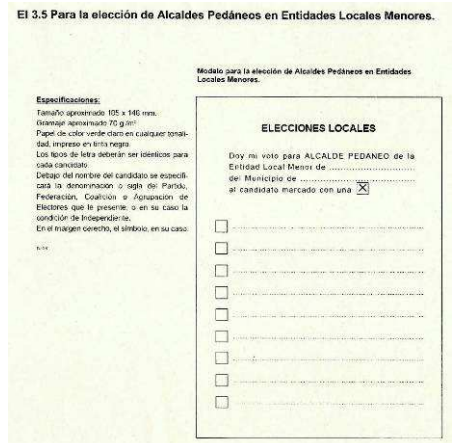 El 3.5 Para la elección de Alcaldes Pedáneos en Entidades Locales Menores.
Modelo para la elección de Alcaldes Pedáneos en Entidades
Locales Menores.
Especificaciones:
Tamaño aproximado 105 x 148 mm.
Gramaje aproximado 70 g/m²
Papel de color verde claro en cualquier tonali-
dad, impreso en tinta negra.
Los tipos de letra deberán ser idénticos para
cada candidato.
Debajo del nombre del candidato se especifi-
cará la denominación o sigla del Partido,
Federación, Coalición o Agrupación de
Electores que le presente, o en su caso la
condición de Independiente.
En el margen derecho, el símbolo, en su caso.
ELECCIONES LOCALES
Doy mi voto para ALCALDE PEDANEO de la
Entidad Local Menor de ....................
del Municipio de ..............................
al candidato marcado con una ☒